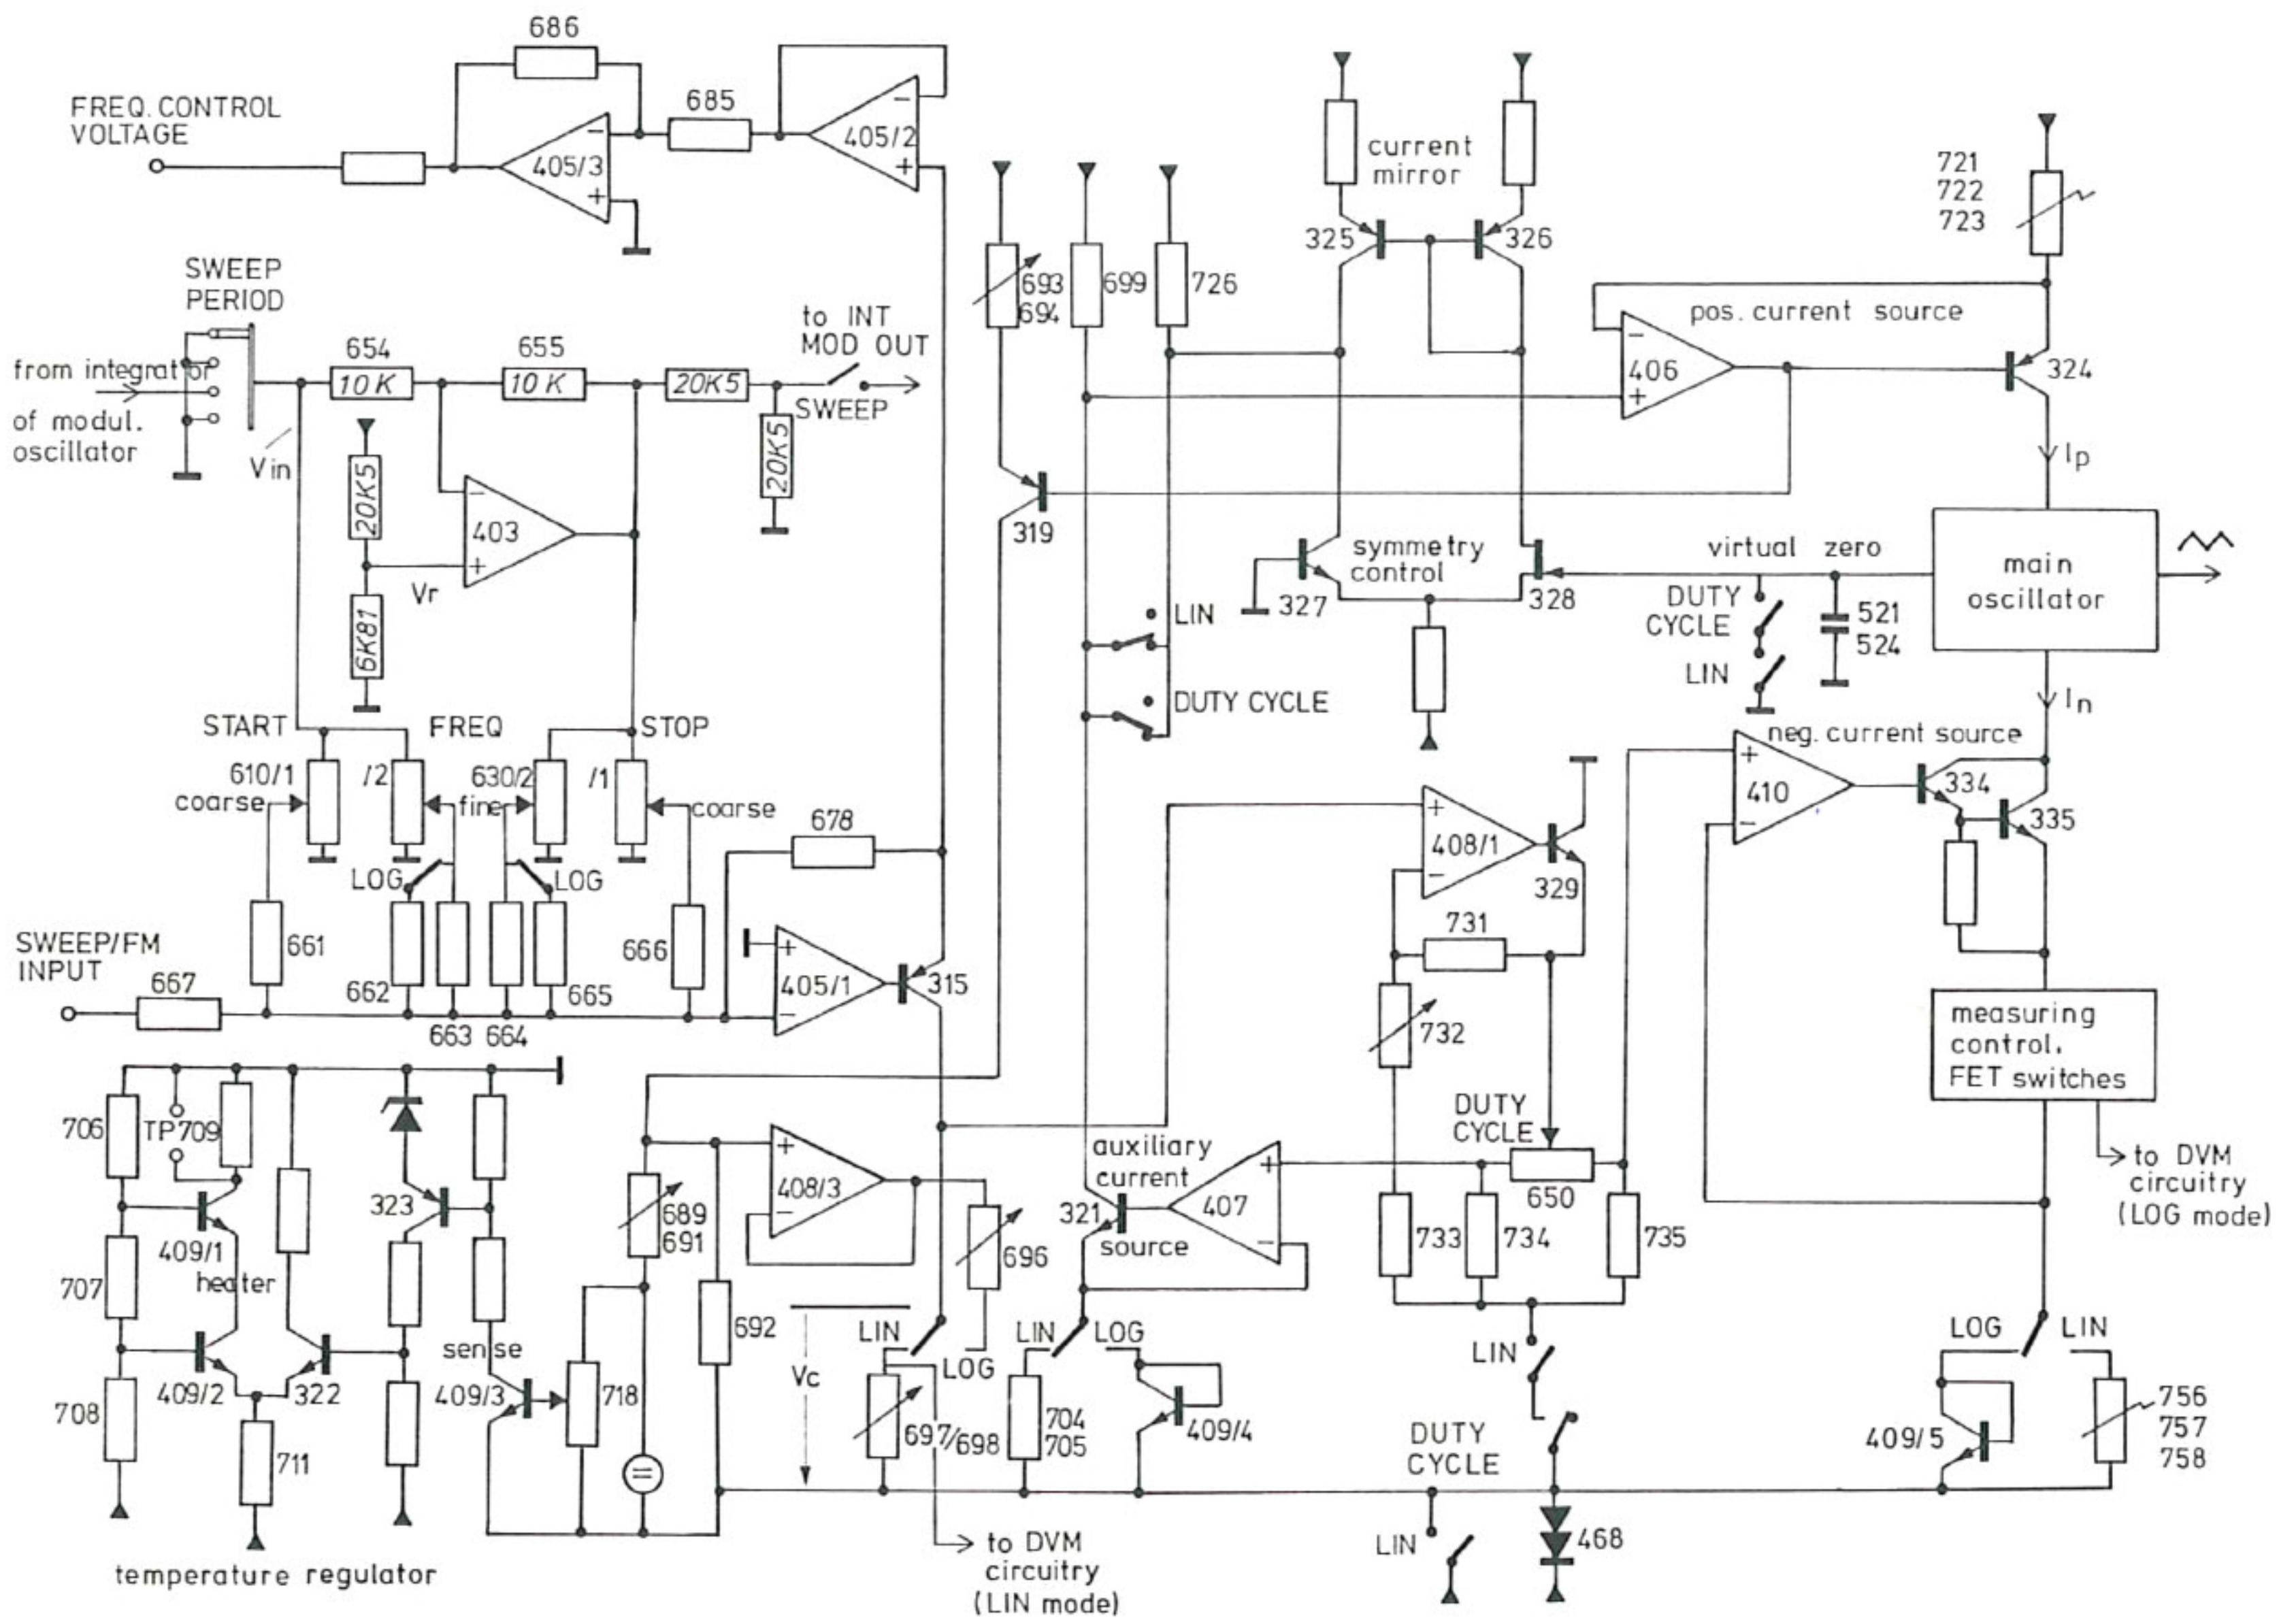 686
FREQ. CONTROL
VOLTAGE
685
405/2
−
+
405/3
−
+
current
mirror
325
326
721
722
723
SWEEP
PERIOD
from integrator
of modul.
oscillator
Vin
654
10K
655
10K
20K5
to INT
MOD OUT
SWEEP
20K5
20K5
6K81
Vr
403
−
+
693
694
699
726
pos. current source
406
−
+
324
Ip
319
symmetry
control
327
328
virtual zero
DUTY
CYCLE
LIN
521
524
main
oscillator
In
LIN
DUTY CYCLE
START
FREQ
STOP
610/1
coarse
/2
630/2
fine
/1
coarse
LOG
LOG
661
662
663
664
665
666
678
405/1
+
−
315
SWEEP/FM
INPUT
667
neg. current source
410
+
−
334
335
408/1
+
−
329
731
732
measuring
control.
FET switches
to DVM
circuitry
(LOG mode)
706
TP709
409/1
707
heater
409/2
708
322
711
323
sense
409/3
718
689
691
692
408/3
+
−
696
auxiliary
current
source
321
407
+
−
DUTY
CYCLE
650
733
734
735
Vc
LIN
LOG
697/698
LIN
LOG
704
705
409/4
LIN
DUTY
CYCLE
LOG
LIN
409/5
756
757
758
LIN
468
to DVM
circuitry
(LIN mode)
temperature regulator